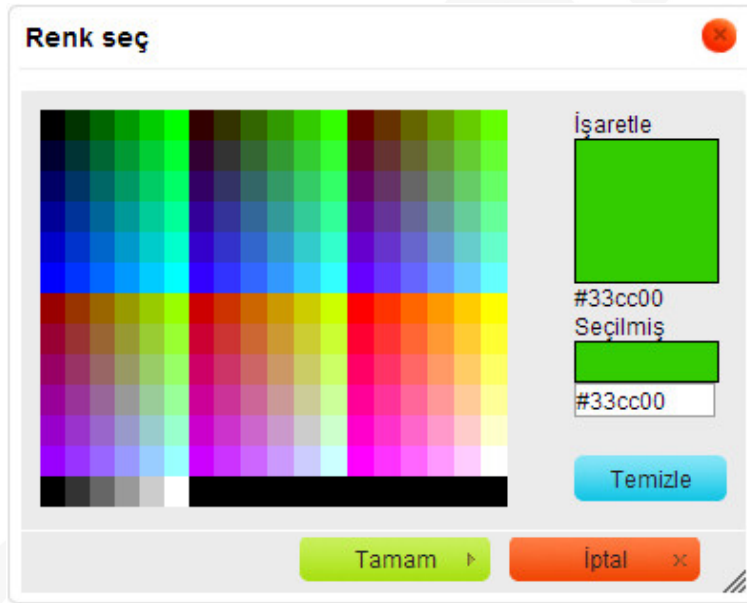 Renk seç
İşaretle
#33cc00
Seçilmiş
#33cc00
Temizle
Tamam
İptal